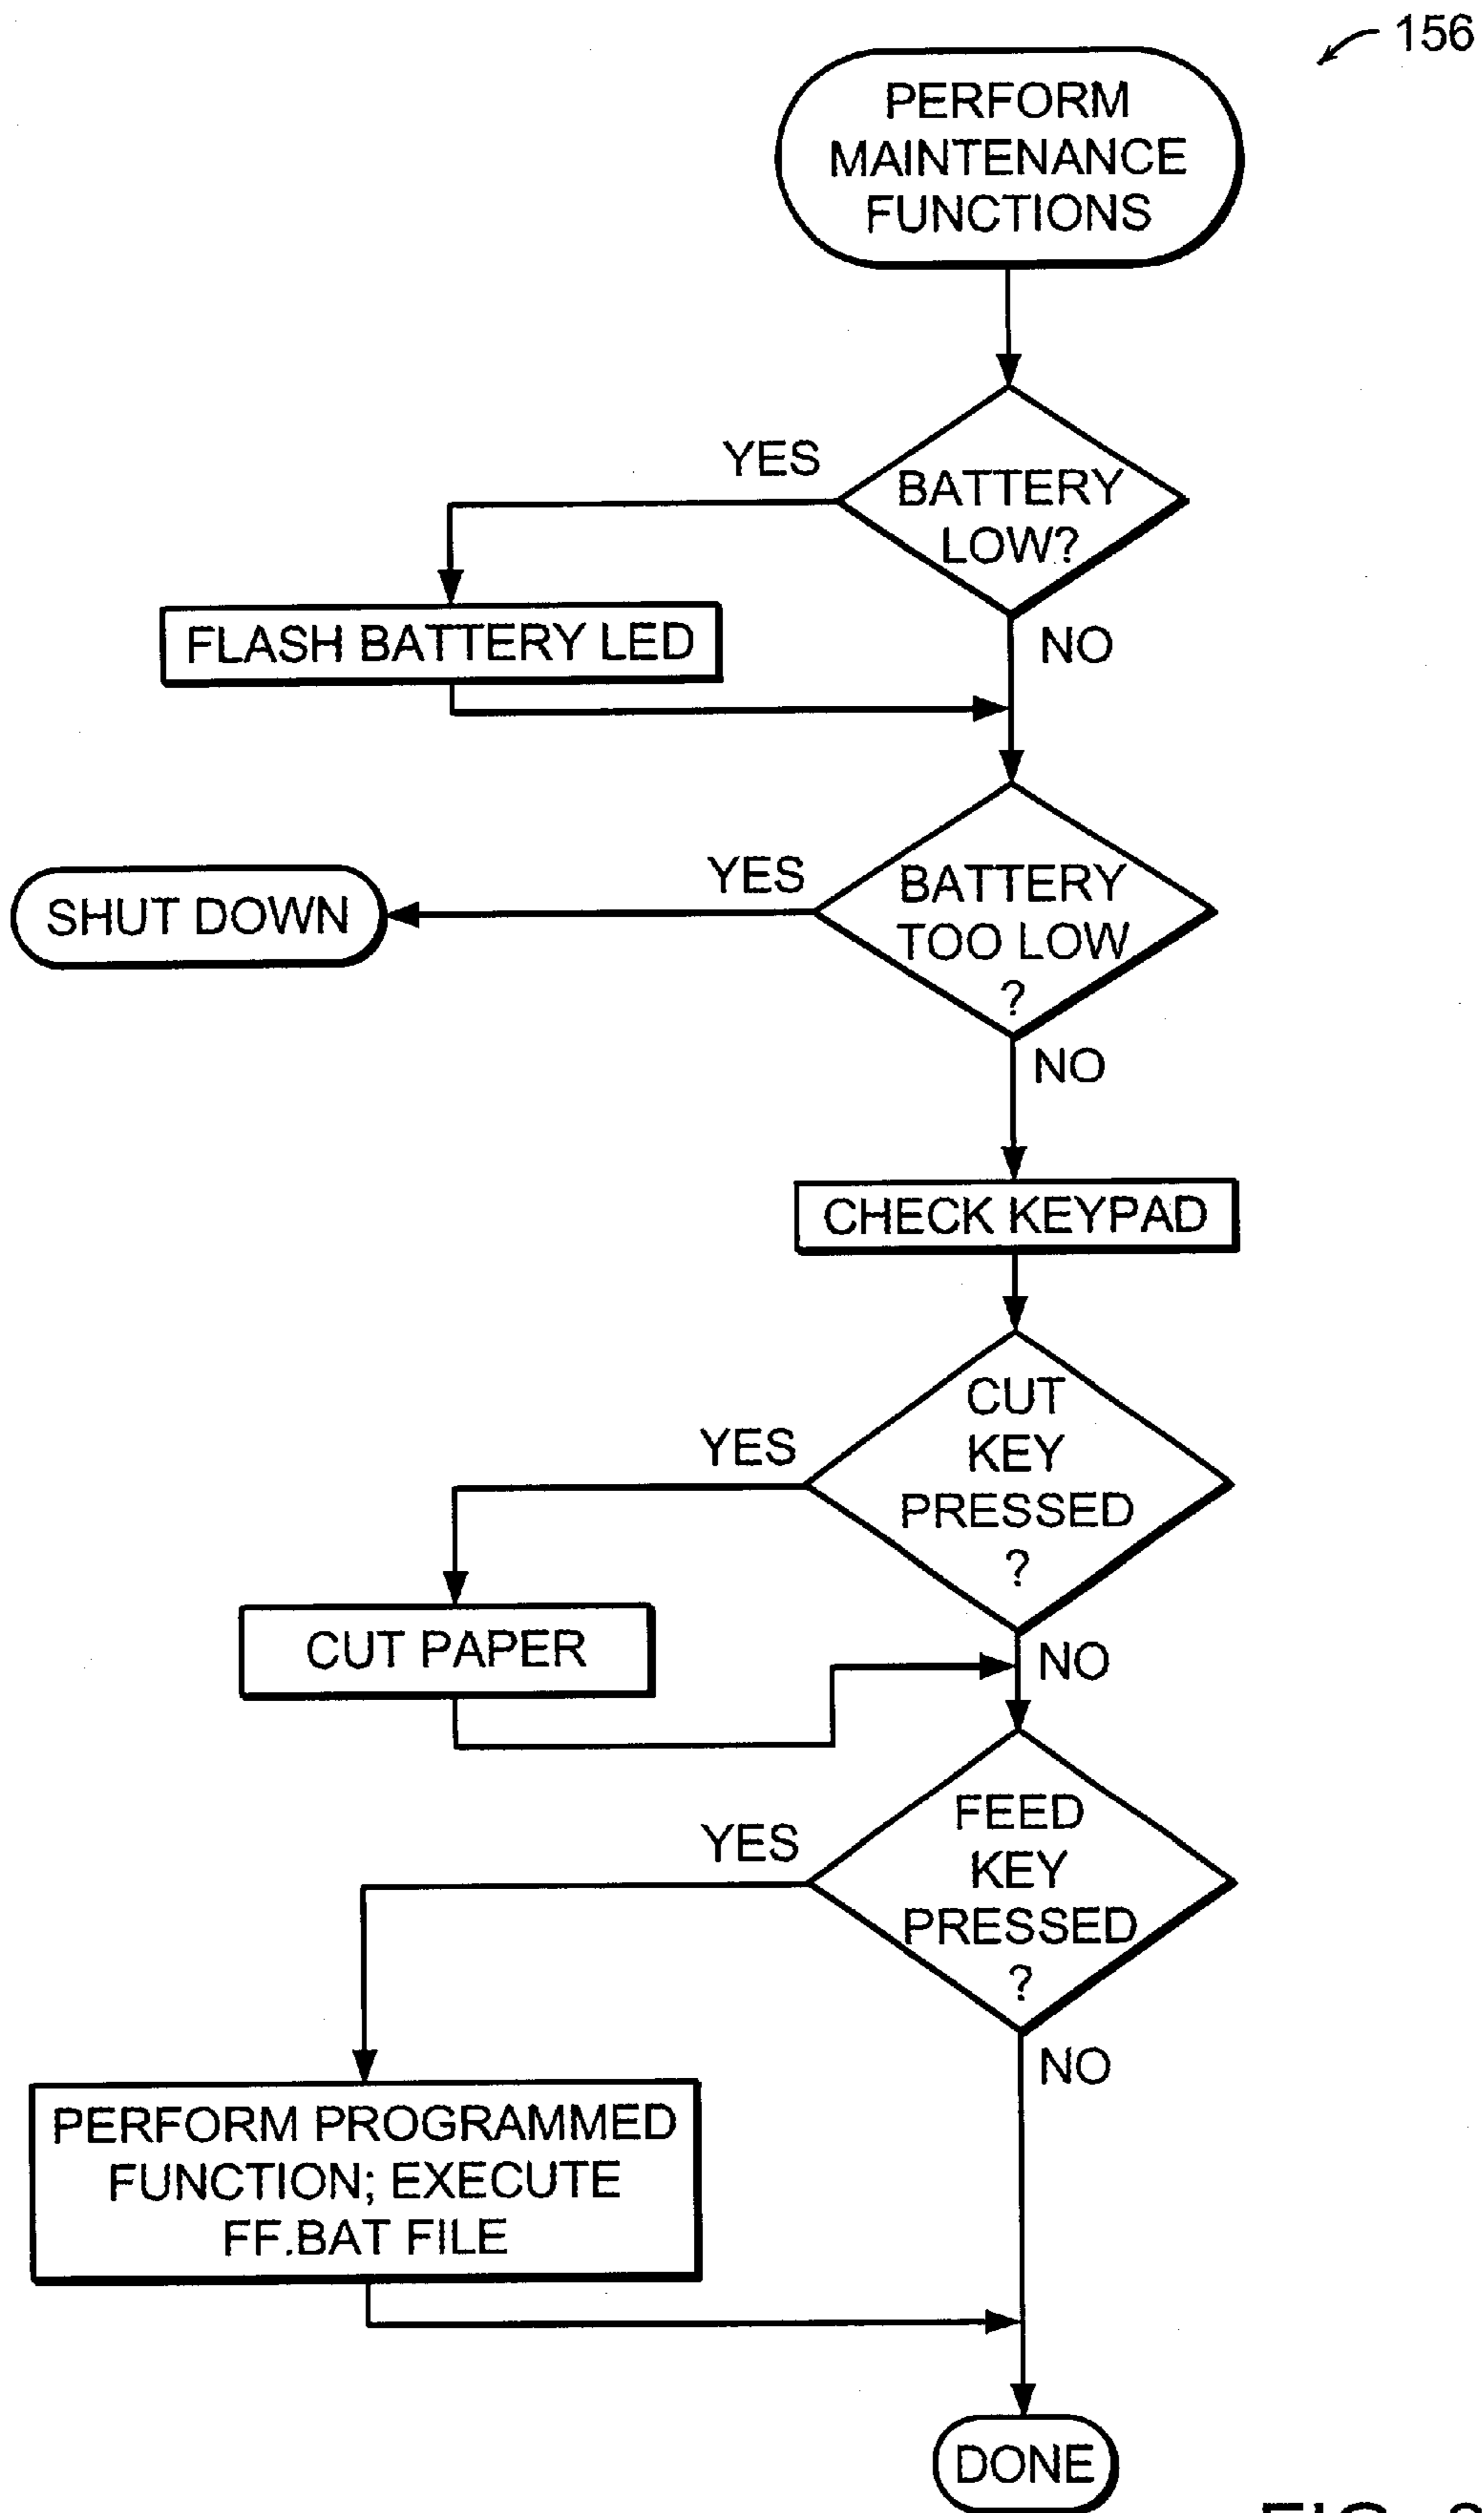 156
PERFORM
MAINTENANCE
FUNCTIONS
YES
BATTERY
LOW?
FLASH BATTERY LED
NO
YES
BATTERY
TOO LOW
?
SHUT DOWN
NO
CHECK KEYPAD
CUT
KEY
PRESSED
?
YES
CUT PAPER
NO
FEED
KEY
PRESSED
?
YES
NO
PERFORM PROGRAMMED
FUNCTION; EXECUTE
FF.BAT FILE
DONE